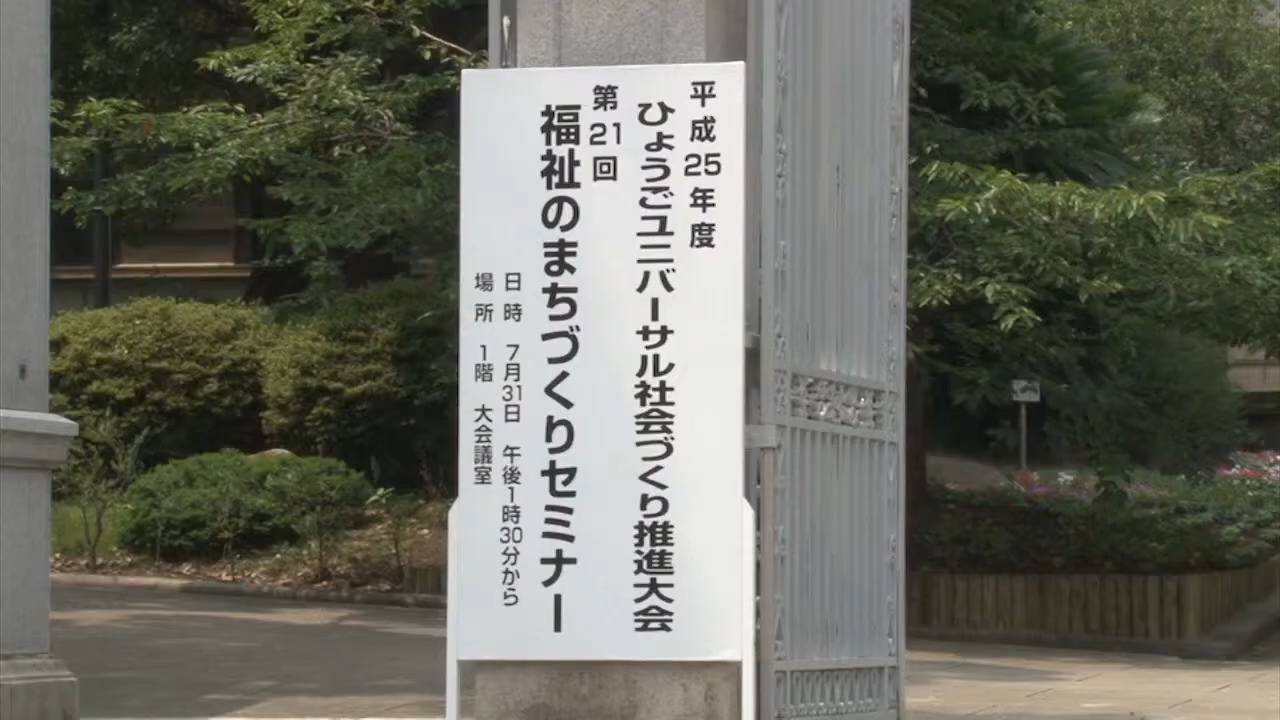 平成25年度
ひょうごユニバーサル社会づくり推進大会
第21回
福祉のまちづくりセミナー
日時 7月31日 午後1時30分から
場所 1階 大会議室